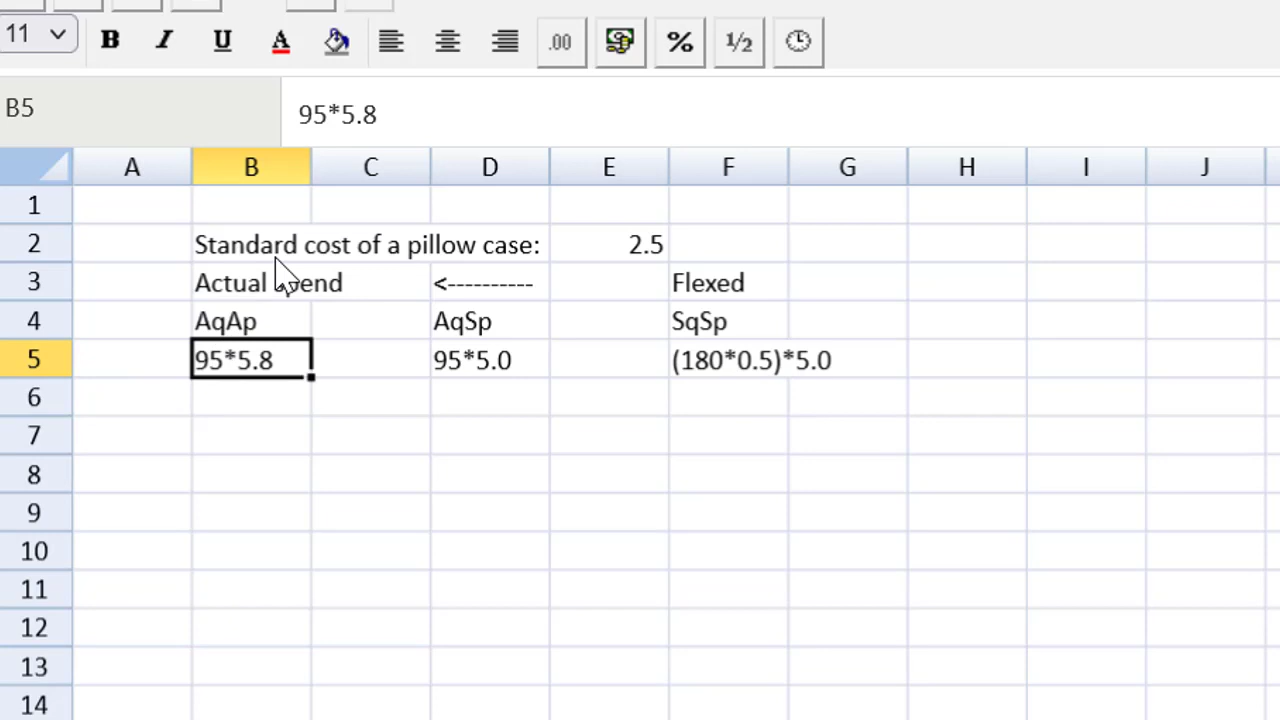 11 B I U A .00 % 1/2
B5 95*5.8
A B C D E F G H I J
1
2 Standard cost of a pillow case: 2.5
3 Actual <---------- Flexed
4 AqAp AqSp SqSp
5 95*5.8 95*5.0 (180*0.5)*5.0
6
7
8
9
10
11
12
13
14